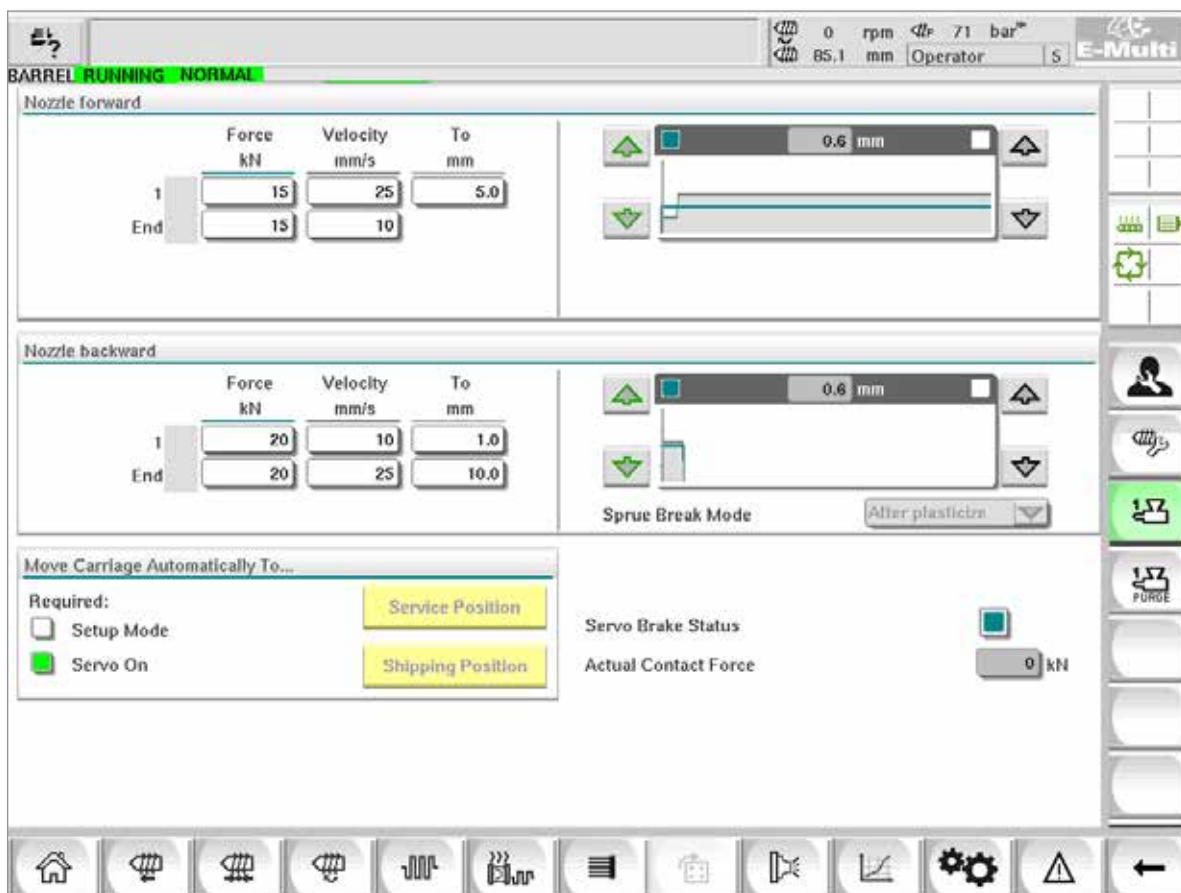 0 rpm 71 bar
85.1 mm Operator S
E-Multi
BARREL RUNNING NORMAL
Nozzle forward
Force Velocity To
kN mm/s mm
1 15 25 5.0
End 15 10
0.6 mm
Nozzle backward
Force Velocity To
kN mm/s mm
1 20 10 1.0
End 20 25 10.0
0.6 mm
Sprue Break Mode After plasticize
Move Carriage Automatically To...
Required:
Setup Mode
Servo On
Service Position
Shipping Position
Servo Brake Status
Actual Contact Force 0 kN
PURGE